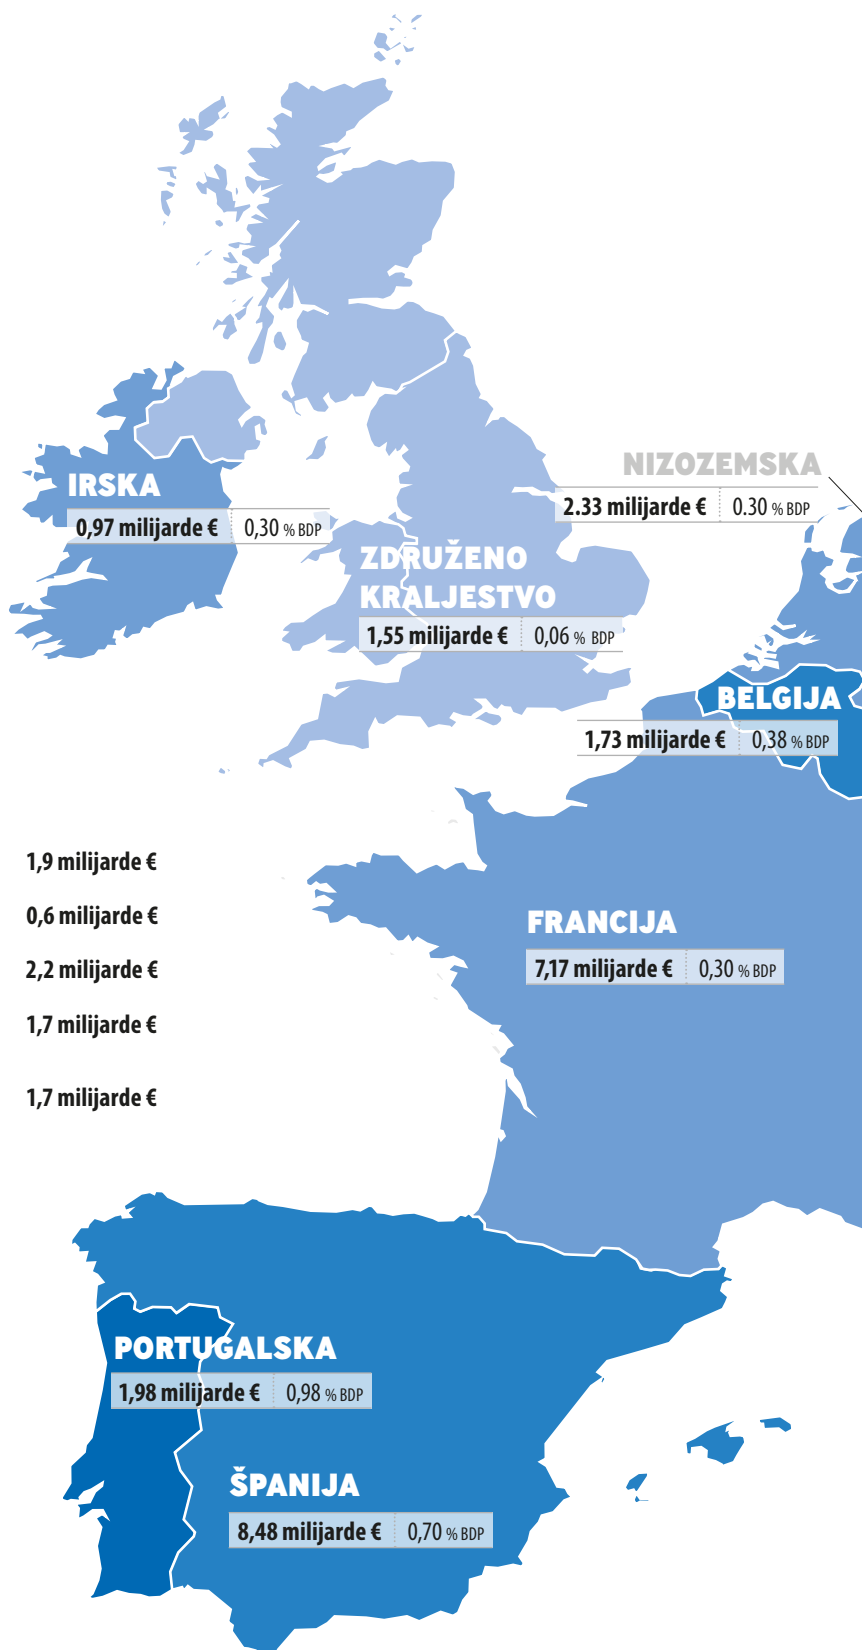 IRSKA
0,97 milijarde € 0,30 % BDP
NIZOZEMSKA
2.33 milijarde € 0.30 % BDP
ZDRUŽENO
KRALJESTVO
1,55 milijarde € 0,06 % BDP
BELGIJA
1,73 milijarde € 0,38 % BDP
1,9 milijarde €
0,6 milijarde €
2,2 milijarde €
1,7 milijarde €
1,7 milijarde €
FRANCIJA
7,17 milijarde € 0,30 % BDP
PORTUGALSKA
1,98 milijarde € 0,98 % BDP
ŠPANIJA
8,48 milijarde € 0,70 % BDP